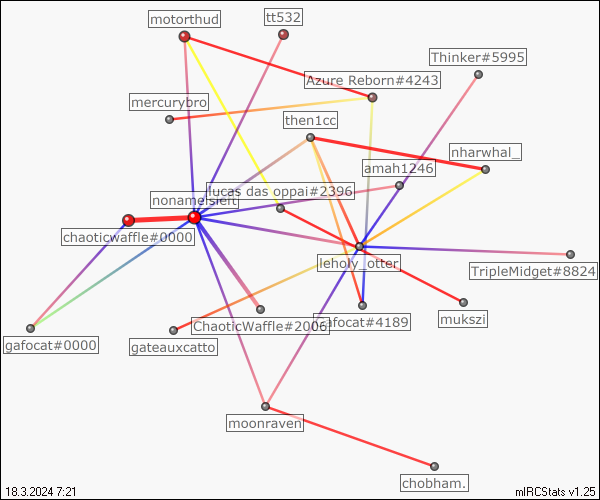 motorthud
tt532
Thinker#5995
Azure Reborn#4243
mercurybro
then1cc
nharwhal_
amah1246
lucas das oppai#2396
nonamelsleft
chaoticwaffle#0000
leholy_otter
TripleMidget#8824
ChaoticWaffle#2006
gafocat#4189
mukszi
gafocat#0000
gateauxcatto
moonraven
chobham.
18.3.2024 7:21
mIRCStats v1.25